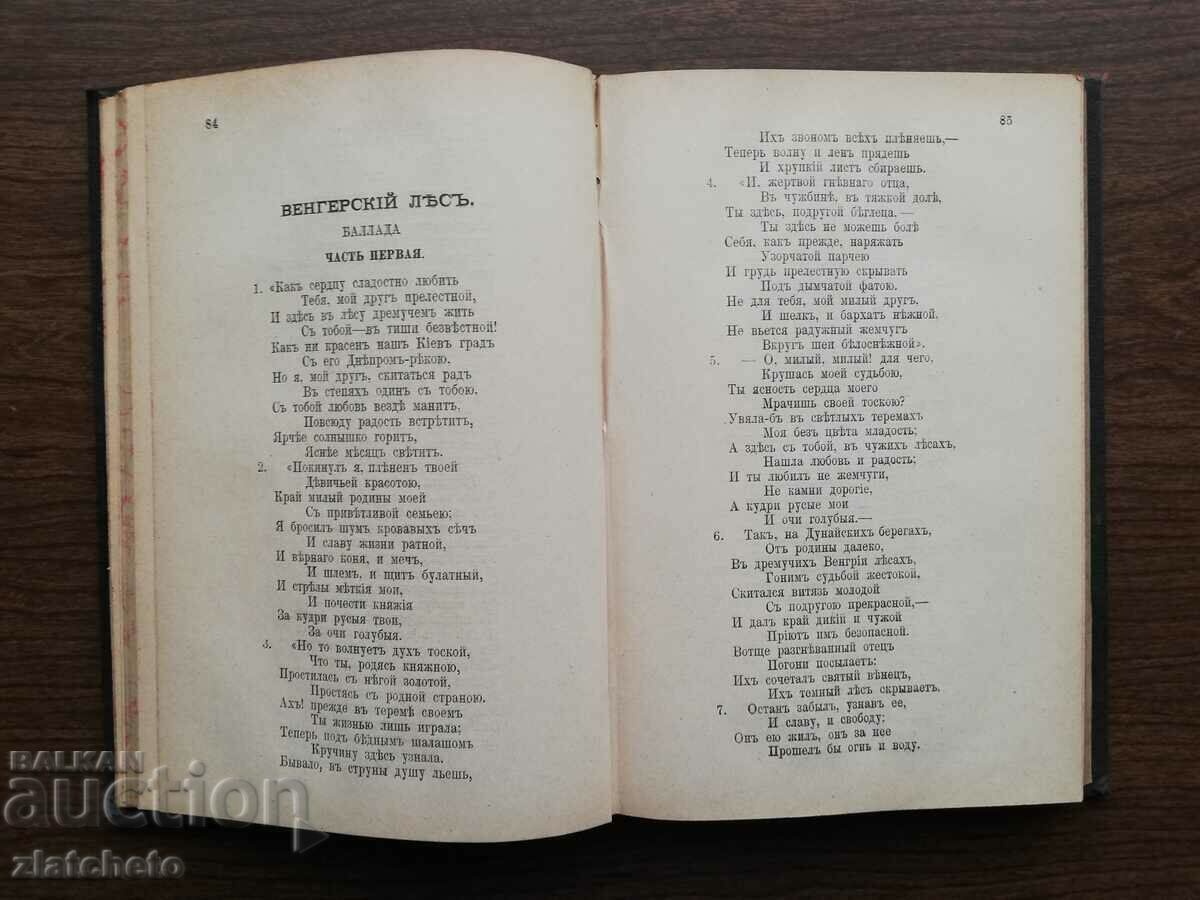 84
ВЕНГЕРСКІЙ ЛѢСЪ.
БАЛЛАДА
ЧАСТЬ ПЕРВАЯ.
1. «Какъ сердцу сладостно любить
Тебя, мой другъ прелестной,
И здѣсь въ лѣсу дремучемъ жить
Съ тобой—въ тиши безвѣстной!
Какъ ни красенъ нашъ Кіевъ градъ
Съ его Днѣпромъ-рѣкою,
Но я, мой другъ, скитаться радъ
Въ степяхъ одинъ съ тобою.
Съ тобой любовь вездѣ манитъ,
Повсюду радость встрѣтитъ,
Ярчѣе солнышко горитъ,
Яснѣе мѣсяцъ свѣтитъ.
2. «Покинулъ я, плѣненъ твоей
Дѣвичьей красотою,
Край милый родины моей
Съ привѣтливой семьею;
Я бросилъ шумъ кровавыхъ сѣчъ
И славу жизни ратной,
И вѣрнаго коня, и мечъ,
И шлемъ, и щитъ булатный,
И стрѣлы мѣткія мои,
И почести княжія
За кудри русыя твои,
За очи голубыя.
3. «Но то волнуетъ духъ тоской,
Что ты, родясь княжною,
Простилась съ нѣгой золотой,
Простясь съ родной страною.
Ахъ! прежде въ теремѣ своемъ
Ты жизнью лишь играла;
Теперь подъ бѣднымъ шалашомъ
Кручину здѣсь узнала.
Бывало, въ струны душу льешь,
85
Ихъ звономъ всѣхъ плѣняешь,—
Теперь волну и ленъ прядешь
И хрупкій листъ сбираешь.
4. «И, жертвой гнѣвнаго отца,
Въ чужбинѣ, въ тяжкой долѣ,
Ты здѣсь, подругой бѣглеца.—
Ты здѣсь не можешь болѣ
Себя, какъ прежде, наряжать
Узорчатой парчею
И грудь прелестную скрывать
Подъ дымчатой фатою.
Не для тебя, мой милый другъ,
И шелкъ, и бархатъ нѣжной,
Не вьется радужный жемчугъ
Вкругъ шеи бѣлоснѣжной».
5. — О, милый, милый! для чего,
Крушась моей судьбою,
Ты ясность сердца моего
Мрачишь своей тоскою?
Увяла-бъ въ свѣтлыхъ теремахъ
Моя безъ цвѣта младость;
А здѣсь съ тобой, въ чужихъ лѣсахъ,
Нашла любовь и радость;
И ты любилъ не жемчуги,
Не камни дорогіе,
А кудри русые мои
И очи голубыя.—
6. Такъ, на Дунайскихъ берегахъ,
Отъ родины далеко,
Въ дремучихъ Венгріи лѣсахъ,
Гонимъ судьбой жестокой,
Скитался витязь молодой
Съ подругою прекрасной,—
И далъ край дикій и чужой
Пріютъ имъ безопасной.
Вотще разгнѣванный отецъ
Погони посылаетъ;
Ихъ сочеталъ святый вѣнецъ,
Ихъ темный лѣсъ скрываетъ.
7. Останъ забылъ, узнавъ ее,
И славу, и свободу;
Онъ ею жилъ, онъ за нее
Прошелъ бы огнь и воду.
BALKAN
auction
zlatcheto